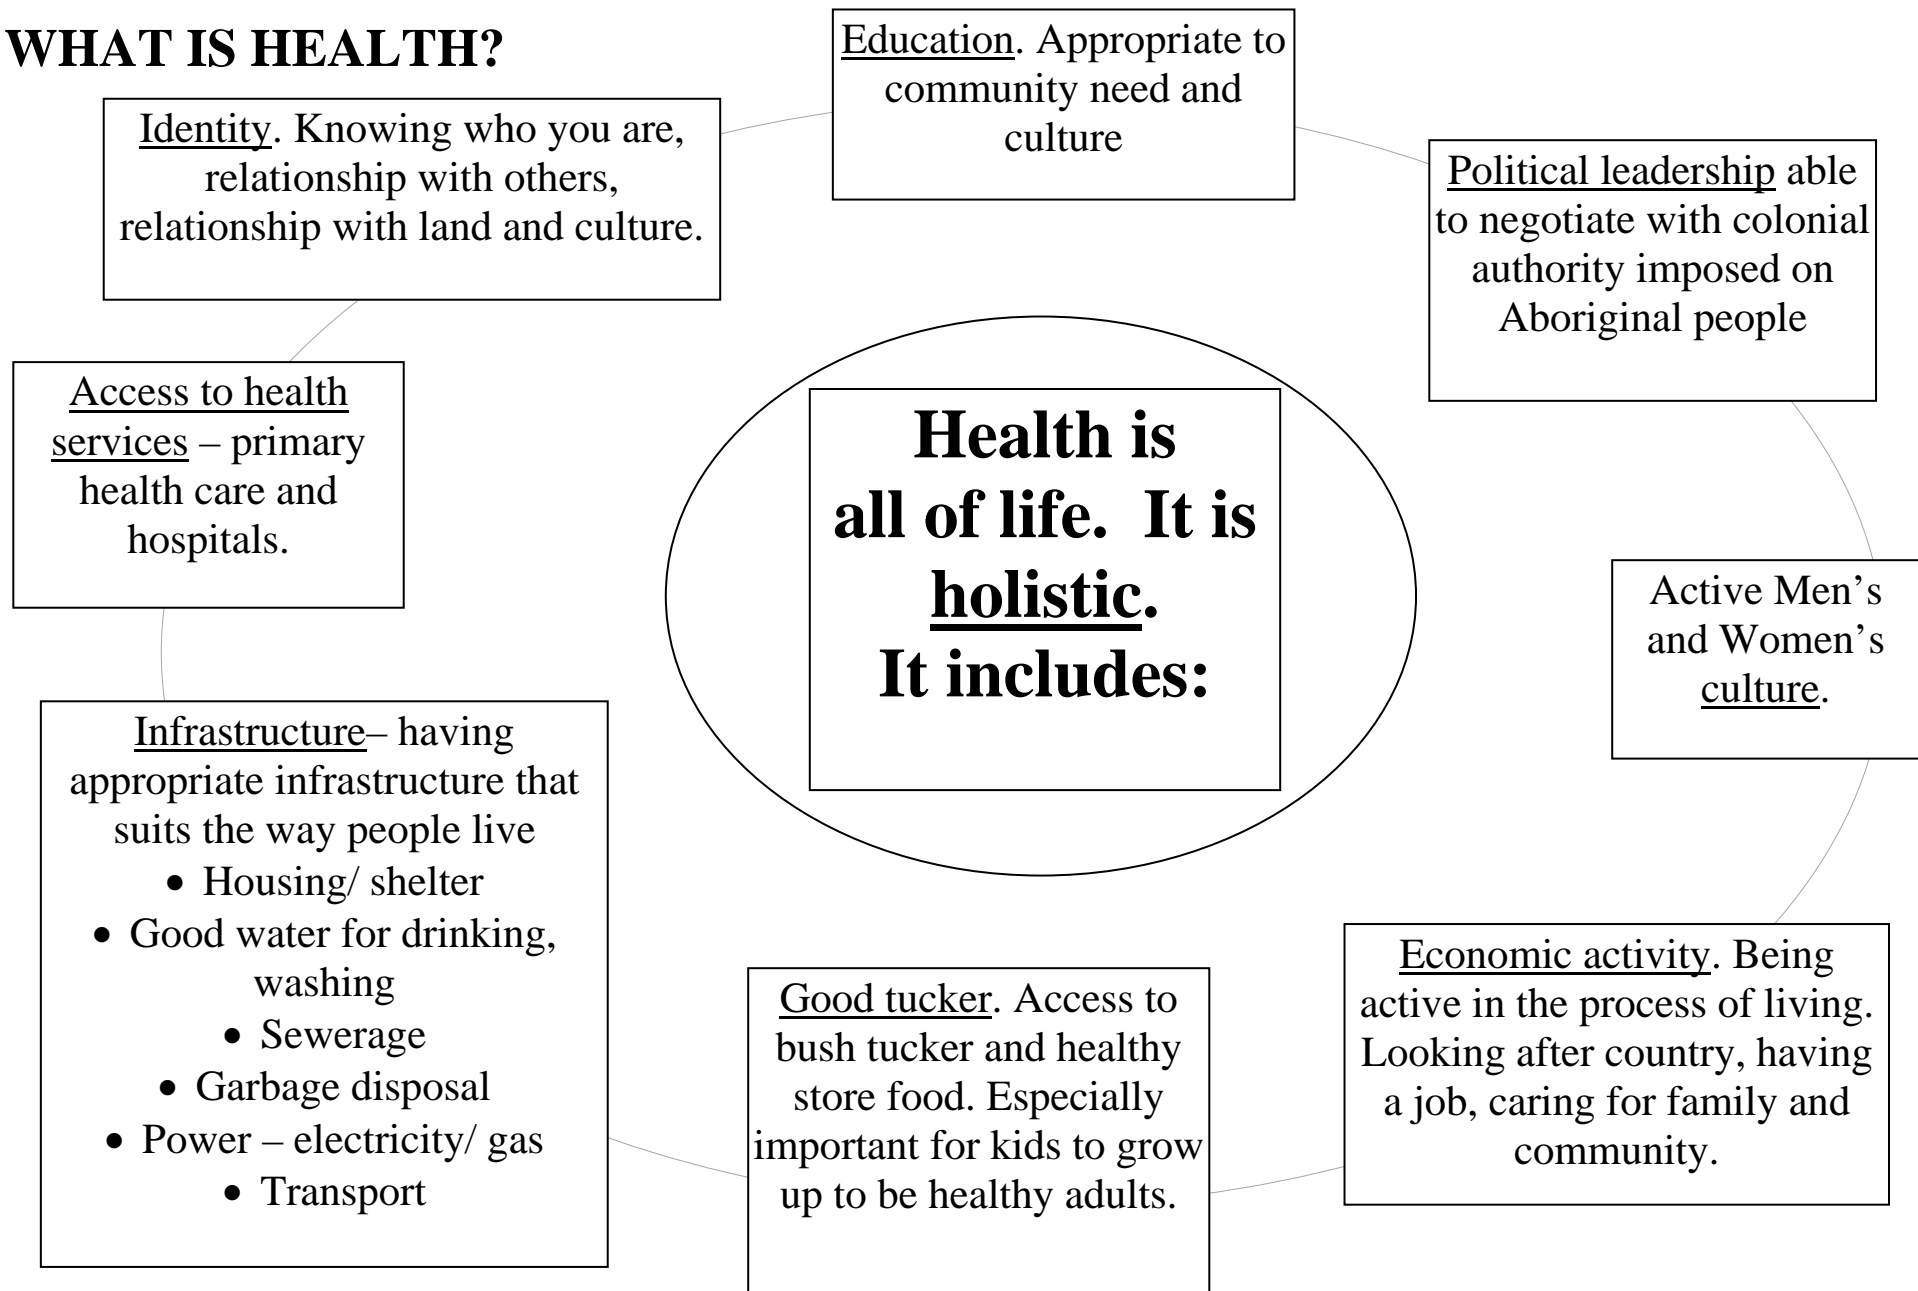 WHAT IS HEALTH?
Education. Appropriate to
community need and
culture
Identity. Knowing who you are,
relationship with others,
relationship with land and culture.
Political leadership able
to negotiate with colonial
authority imposed on
Aboriginal people
Access to health
services – primary
health care and
hospitals.
Health is
all of life.  It is
holistic.
It includes:
Active Men’s
and Women’s
culture.
Infrastructure– having
appropriate infrastructure that
suits the way people live
• Housing/ shelter
• Good water for drinking,
washing
• Sewerage
• Garbage disposal
• Power – electricity/ gas
• Transport
Good tucker. Access to
bush tucker and healthy
store food. Especially
important for kids to grow
up to be healthy adults.
Economic activity. Being
active in the process of living.
Looking after country, having
a job, caring for family and
community.